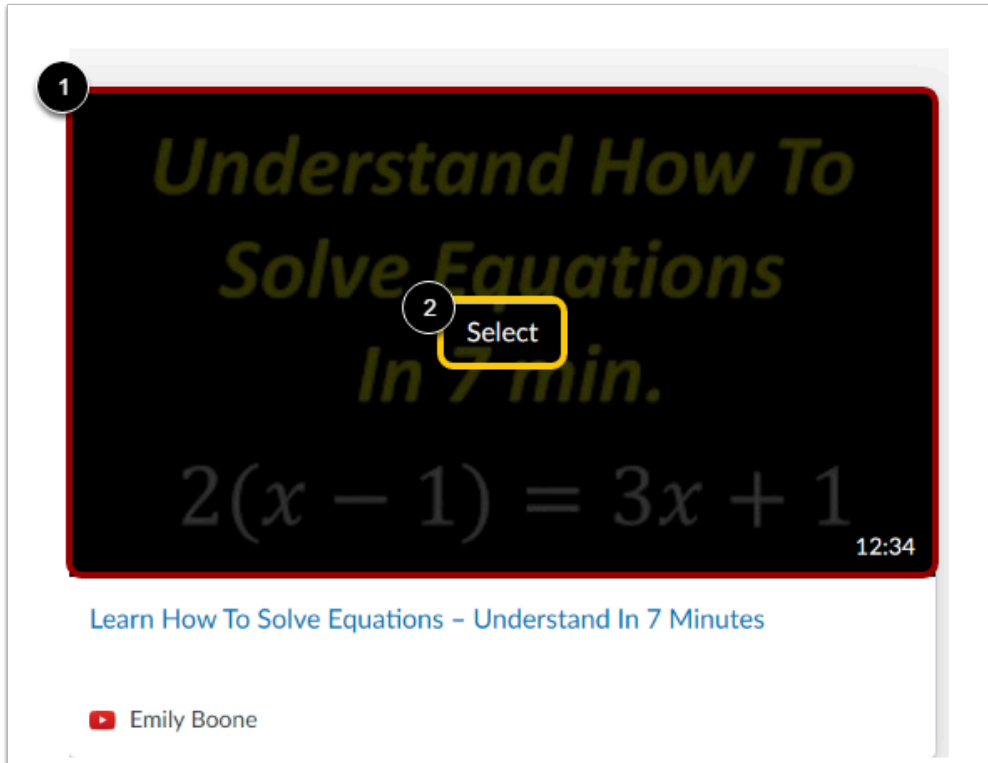 1
Understand How To
Solve Equations
2
Select
In 7 min.
2(x − 1) = 3x + 1
12:34
Learn How To Solve Equations – Understand In 7 Minutes
Emily Boone